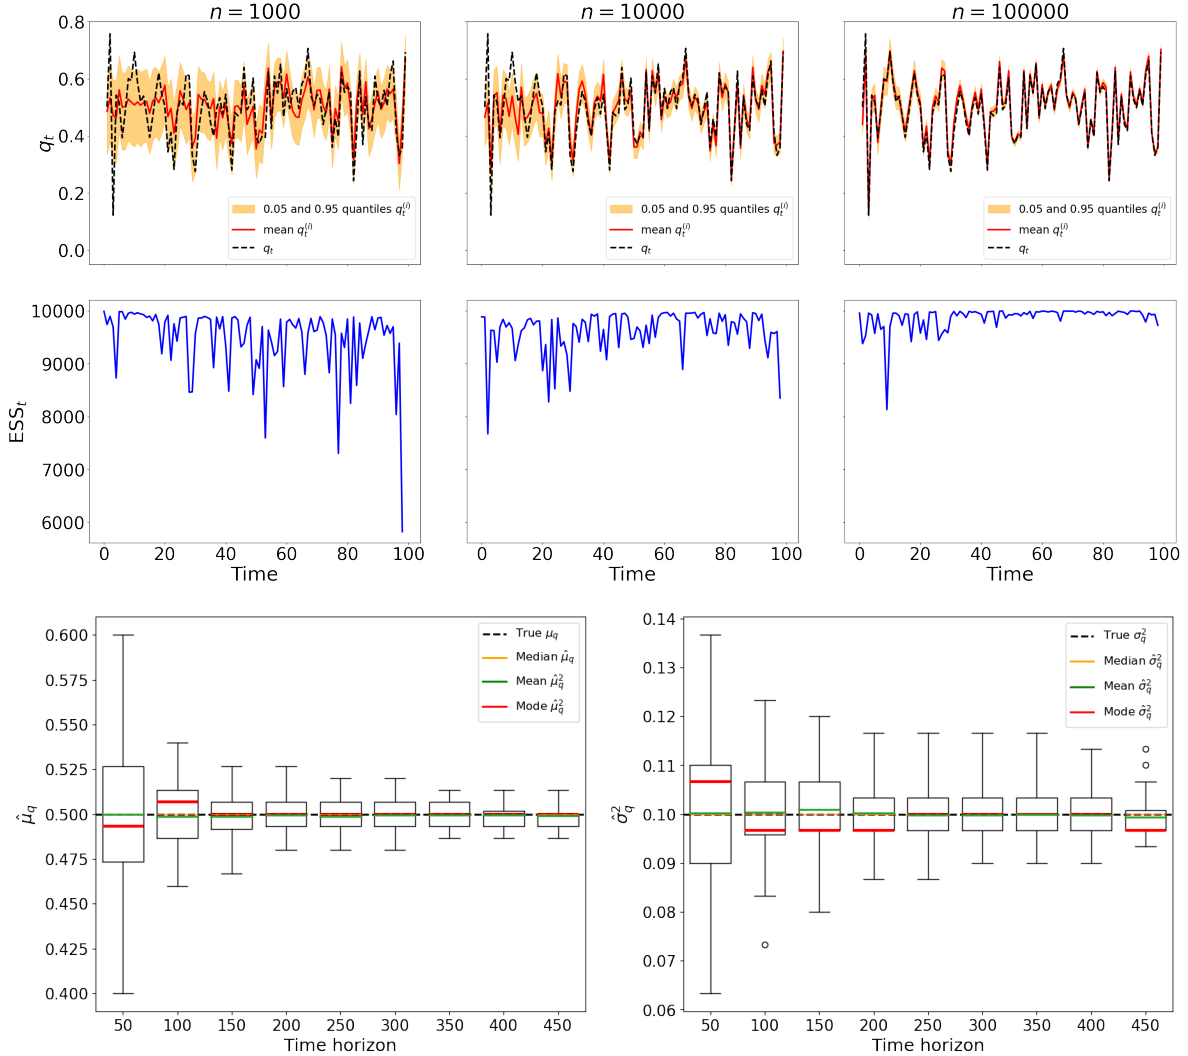 n = 1000
n = 10000
n = 100000
q_t
0.8
0.6
0.4
0.2
0.0
0.05 and 0.95 quantiles q_t^{(i)}
mean q_t^{(i)}
q_t
0.05 and 0.95 quantiles q_t^{(i)}
mean q_t^{(i)}
q_t
0.05 and 0.95 quantiles q_t^{(i)}
mean q_t^{(i)}
q_t
ESS_t
10000
9000
8000
7000
6000
0 20 40 60 80 100
0 20 40 60 80 100
0 20 40 60 80 100
Time
Time
Time
μ̂_q
0.600
0.575
0.550
0.525
0.500
0.475
0.450
0.425
0.400
True μ_q
Median μ̂_q
Mean μ̂_q^2
Mode μ̂_q^2
50 100 150 200 250 300 350 400 450
Time horizon
σ̂_q^2
0.14
0.13
0.12
0.11
0.10
0.09
0.08
0.07
0.06
True σ_q^2
Median σ̂_q^2
Mean σ̂_q^2
Mode σ̂_q^2
50 100 150 200 250 300 350 400 450
Time horizon